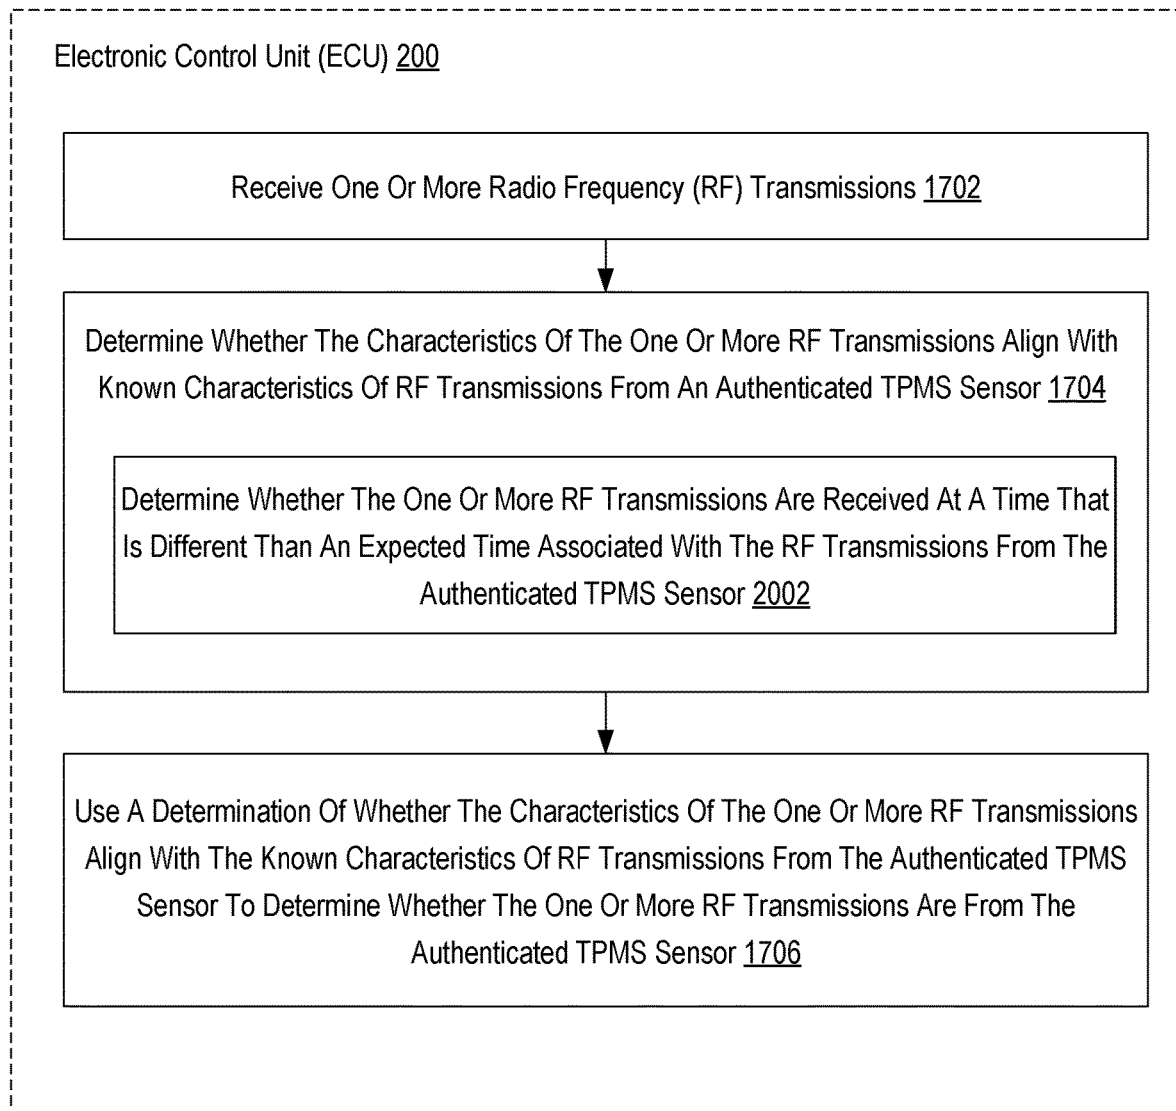 Electronic Control Unit (ECU) 200
Receive One Or More Radio Frequency (RF) Transmissions 1702
Determine Whether The Characteristics Of The One Or More RF Transmissions Align With
Known Characteristics Of RF Transmissions From An Authenticated TPMS Sensor 1704
Determine Whether The One Or More RF Transmissions Are Received At A Time That
Is Different Than An Expected Time Associated With The RF Transmissions From The
Authenticated TPMS Sensor 2002
Use A Determination Of Whether The Characteristics Of The One Or More RF Transmissions
Align With The Known Characteristics Of RF Transmissions From The Authenticated TPMS
Sensor To Determine Whether The One Or More RF Transmissions Are From The
Authenticated TPMS Sensor 1706